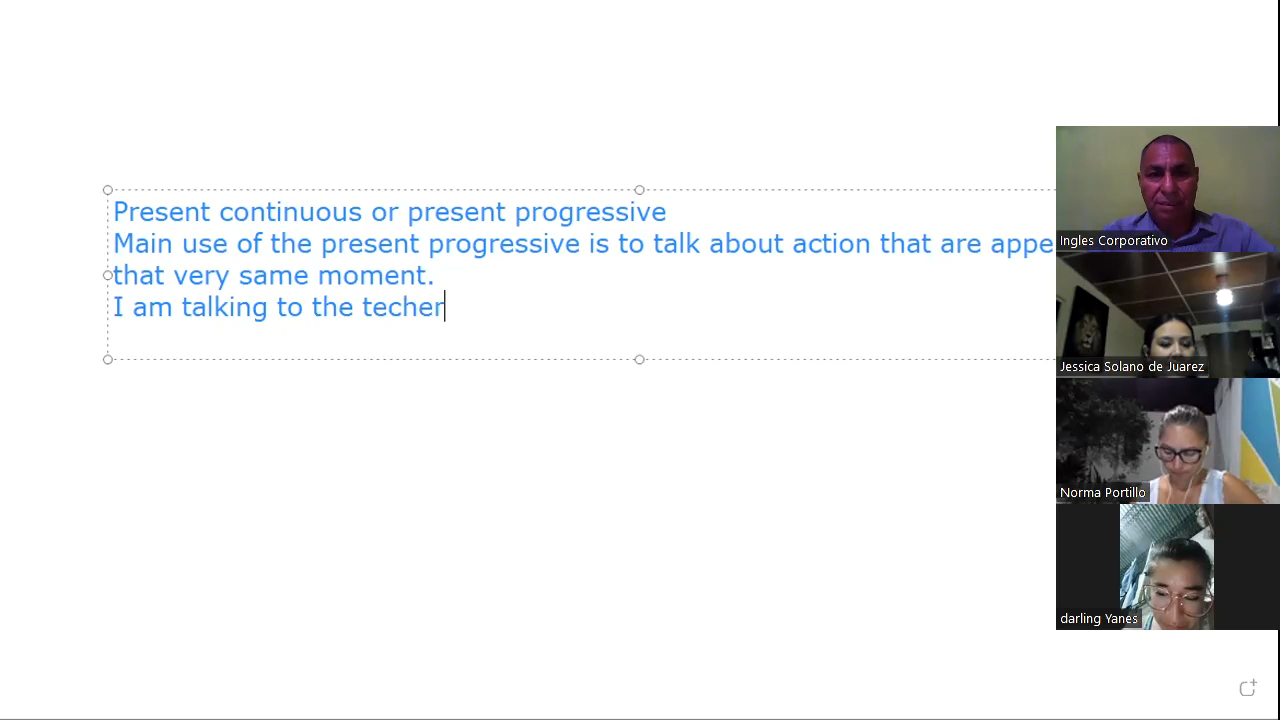 Present continuous or present progressive
Main use of the present progressive is to talk about action that are appe
that very same moment.
I am talking to the techer
Ingles Corporativo
Jessica Solano de Juarez
Norma Portillo
darling Yanes